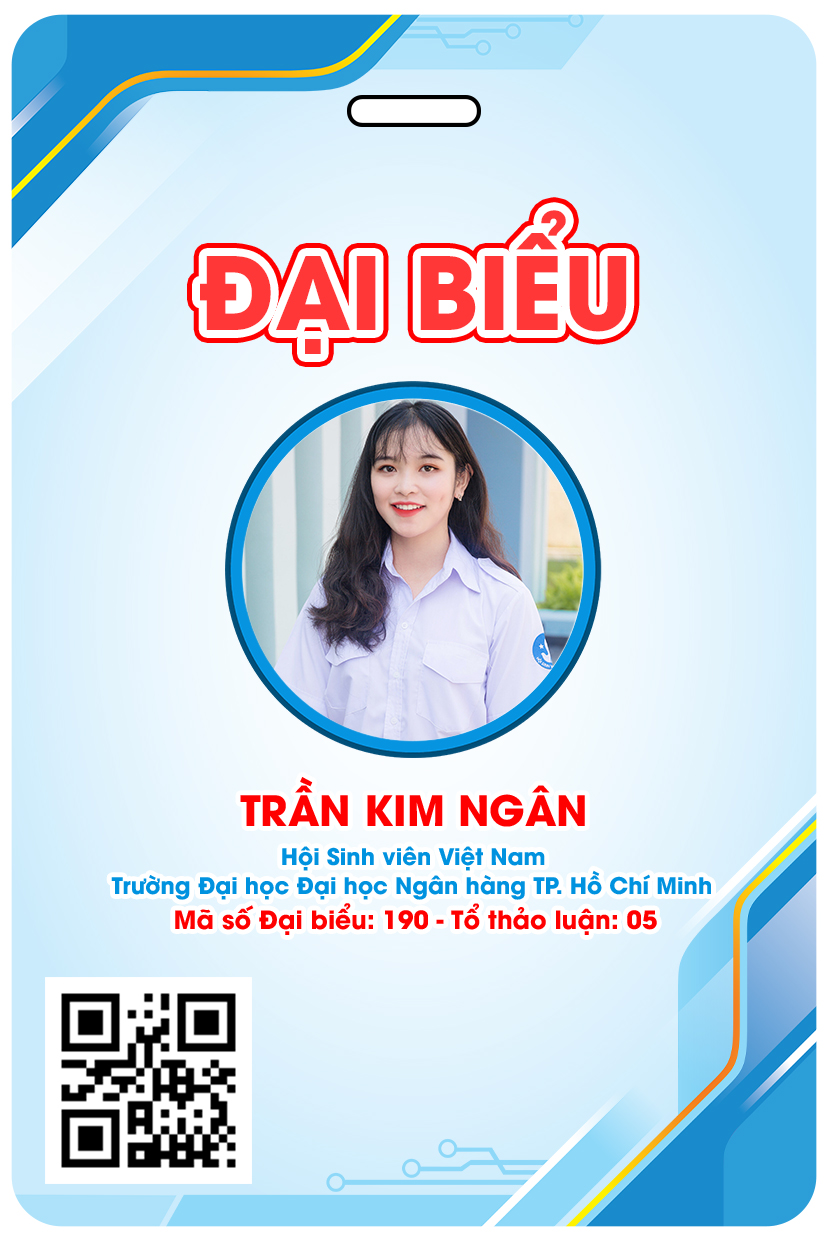 ĐẠI BIỂU
TRẦN KIM NGÂN
Hội Sinh viên Việt Nam
Trường Đại học Đại học Ngân hàng TP. Hồ Chí Minh
Mã số Đại biểu: 190 - Tổ thảo luận: 05